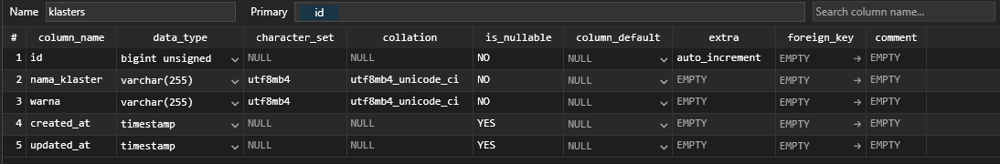 Name klasters Primary id Search column name...
# column_name data_type character_set collation is_nullable column_default extra foreign_key comment
1 id bigint unsigned NULL NULL NO NULL auto_increment EMPTY EMPTY
2 nama_klaster varchar(255) utf8mb4 utf8mb4_unicode_ci NO NULL EMPTY EMPTY EMPTY
3 warna varchar(255) utf8mb4 utf8mb4_unicode_ci NO NULL EMPTY EMPTY EMPTY
4 created_at timestamp NULL NULL YES NULL EMPTY EMPTY EMPTY
5 updated_at timestamp NULL NULL YES NULL EMPTY EMPTY EMPTY